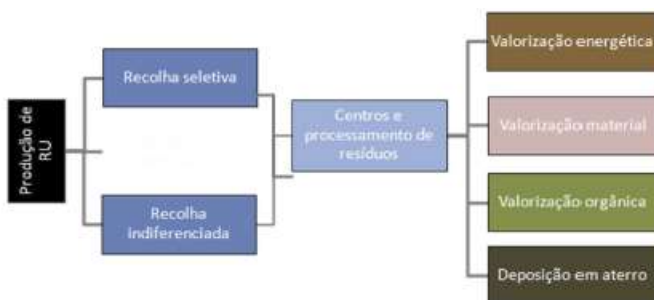 Produção de
RU
Recolha seletiva
Recolha
indiferenciada
Centros e
processamento de
resíduos
Valorização energética
Valorização material
Valorização orgânica
Deposição em aterro